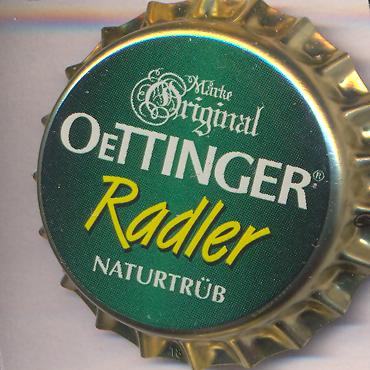 Marke
Original
OeTTINGER®
Radler
NATURTRÜB